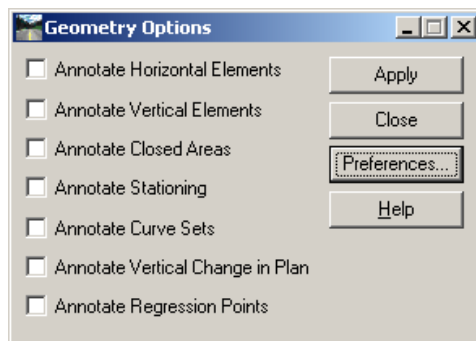 Geometry Options
Annotate Horizontal Elements
Annotate Vertical Elements
Annotate Closed Areas
Annotate Stationing
Annotate Curve Sets
Annotate Vertical Change in Plan
Annotate Regression Points
Apply
Close
Preferences...
Help